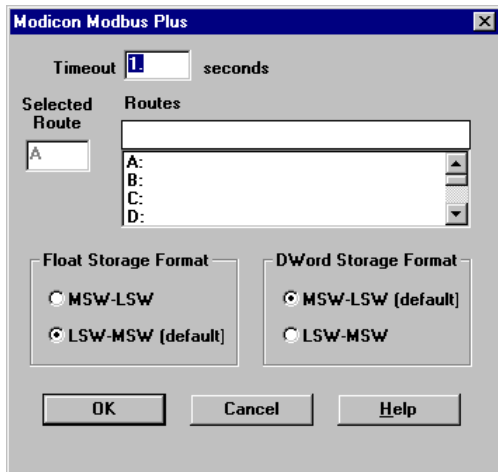 Modicon Modbus Plus
Timeout 1. seconds
Selected Route
Routes
A
A:
B:
C:
D:
Float Storage Format
MSW-LSW
LSW-MSW (default)
DWord Storage Format
MSW-LSW (default)
LSW-MSW
OK Cancel Help